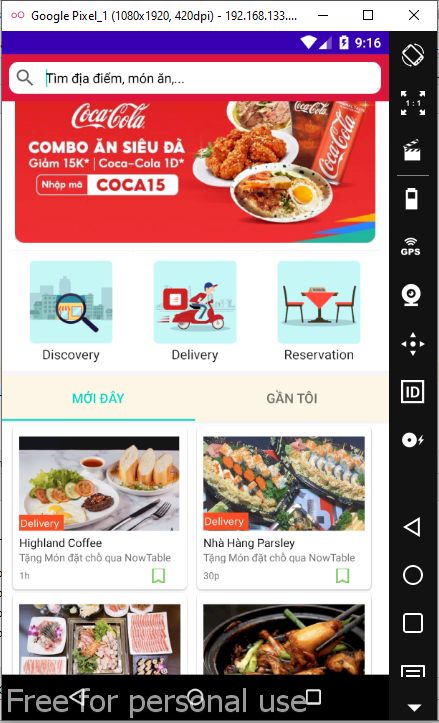 Google Pixel_1 (1080x1920, 420dpi) - 192.168.133....
9:16
Tìm địa điểm, món ăn,...
Coca-Cola
COMBO ĂN SIÊU ĐÀ
Giảm 15K* | Coca-Cola 1Đ*
Nhập mã COCA15
Coca-Cola
Discovery Delivery Reservation
MỚI ĐÂY GẦN TÔI
Delivery Delivery
Highland Coffee Nhà Hàng Parsley
Tặng Món đặt chỗ qua NowTable Tặng Món đặt chỗ qua NowTable
1h 30p
1:1
GPS
ID
Free for personal use